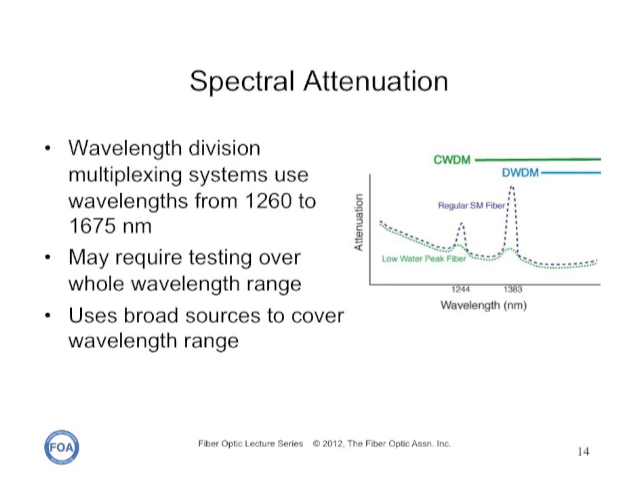 Spectral Attenuation
• Wavelength division
multiplexing systems use
wavelengths from 1260 to
1675 nm
• May require testing over
whole wavelength range
• Uses broad sources to cover
wavelength range
CWDM
DWDM
Regular SM Fiber
Attenuation
Low Water Peak Fiber
1244 1383
Wavelength (nm)
FOA
Fiber Optic Lecture Series © 2012, The Fiber Optic Assn. Inc.
14